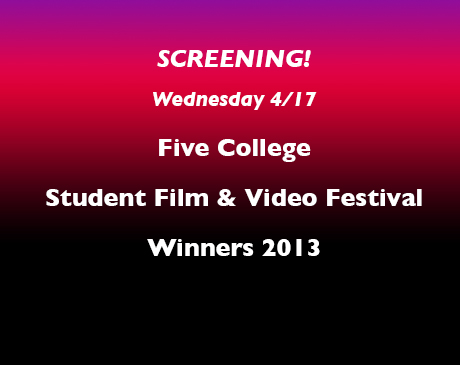 SCREENING!
Wednesday 4/17
Five College
Student Film & Video Festival
Winners 2013